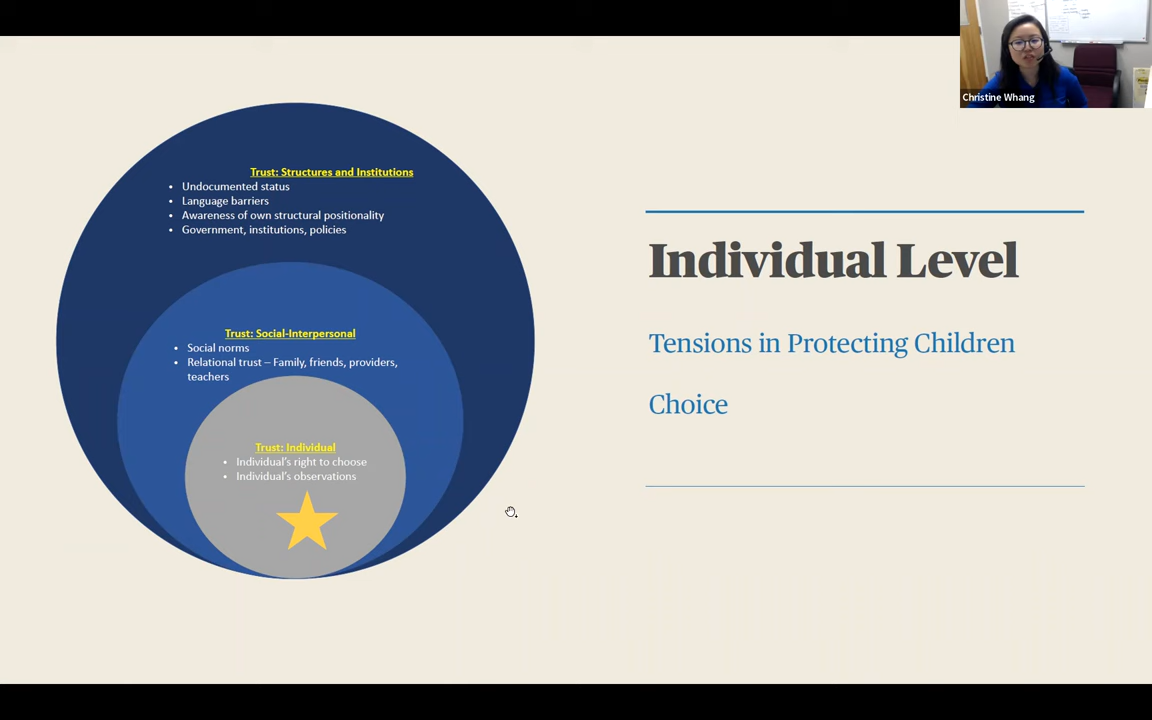 Christine Whang
Trust: Structures and Institutions
• Undocumented status
• Language barriers
• Awareness of own structural positionality
• Government, institutions, policies
Trust: Social-Interpersonal
• Social norms
• Relational trust – Family, friends, providers,
teachers
Trust: Individual
• Individual's right to choose
• Individual's observations
Individual Level
Tensions in Protecting Children
Choice